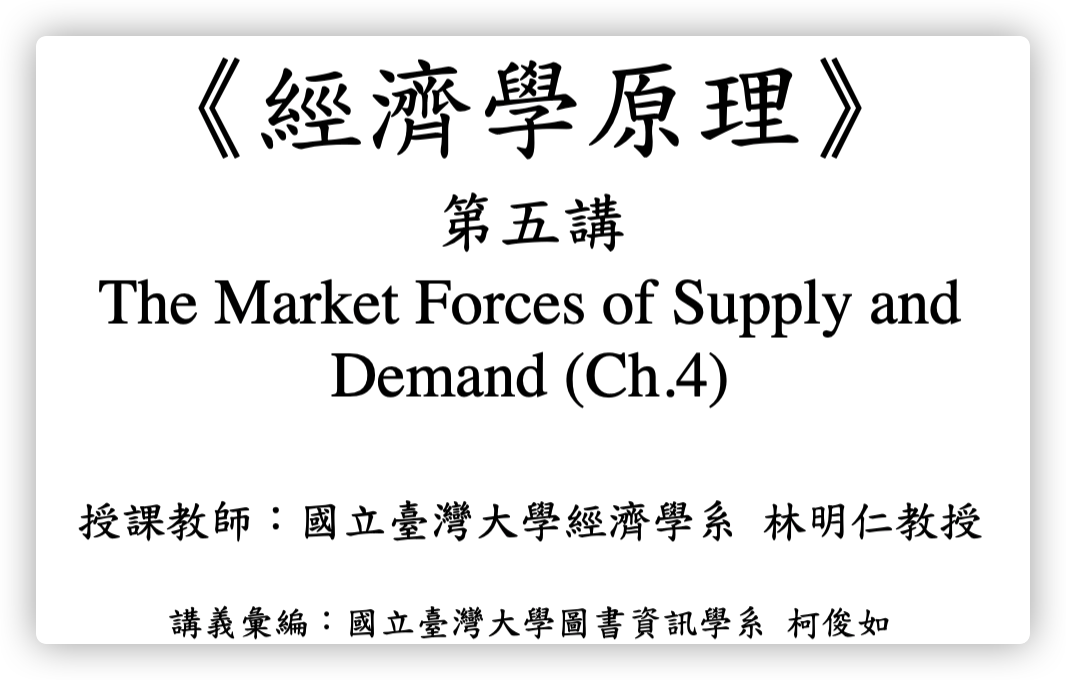 《經濟學原理》
第五講
The Market Forces of Supply and
Demand (Ch.4)
授課教師：國立臺灣大學經濟學系 林明仁教授
講義彙編：國立臺灣大學圖書資訊學系 柯俊如